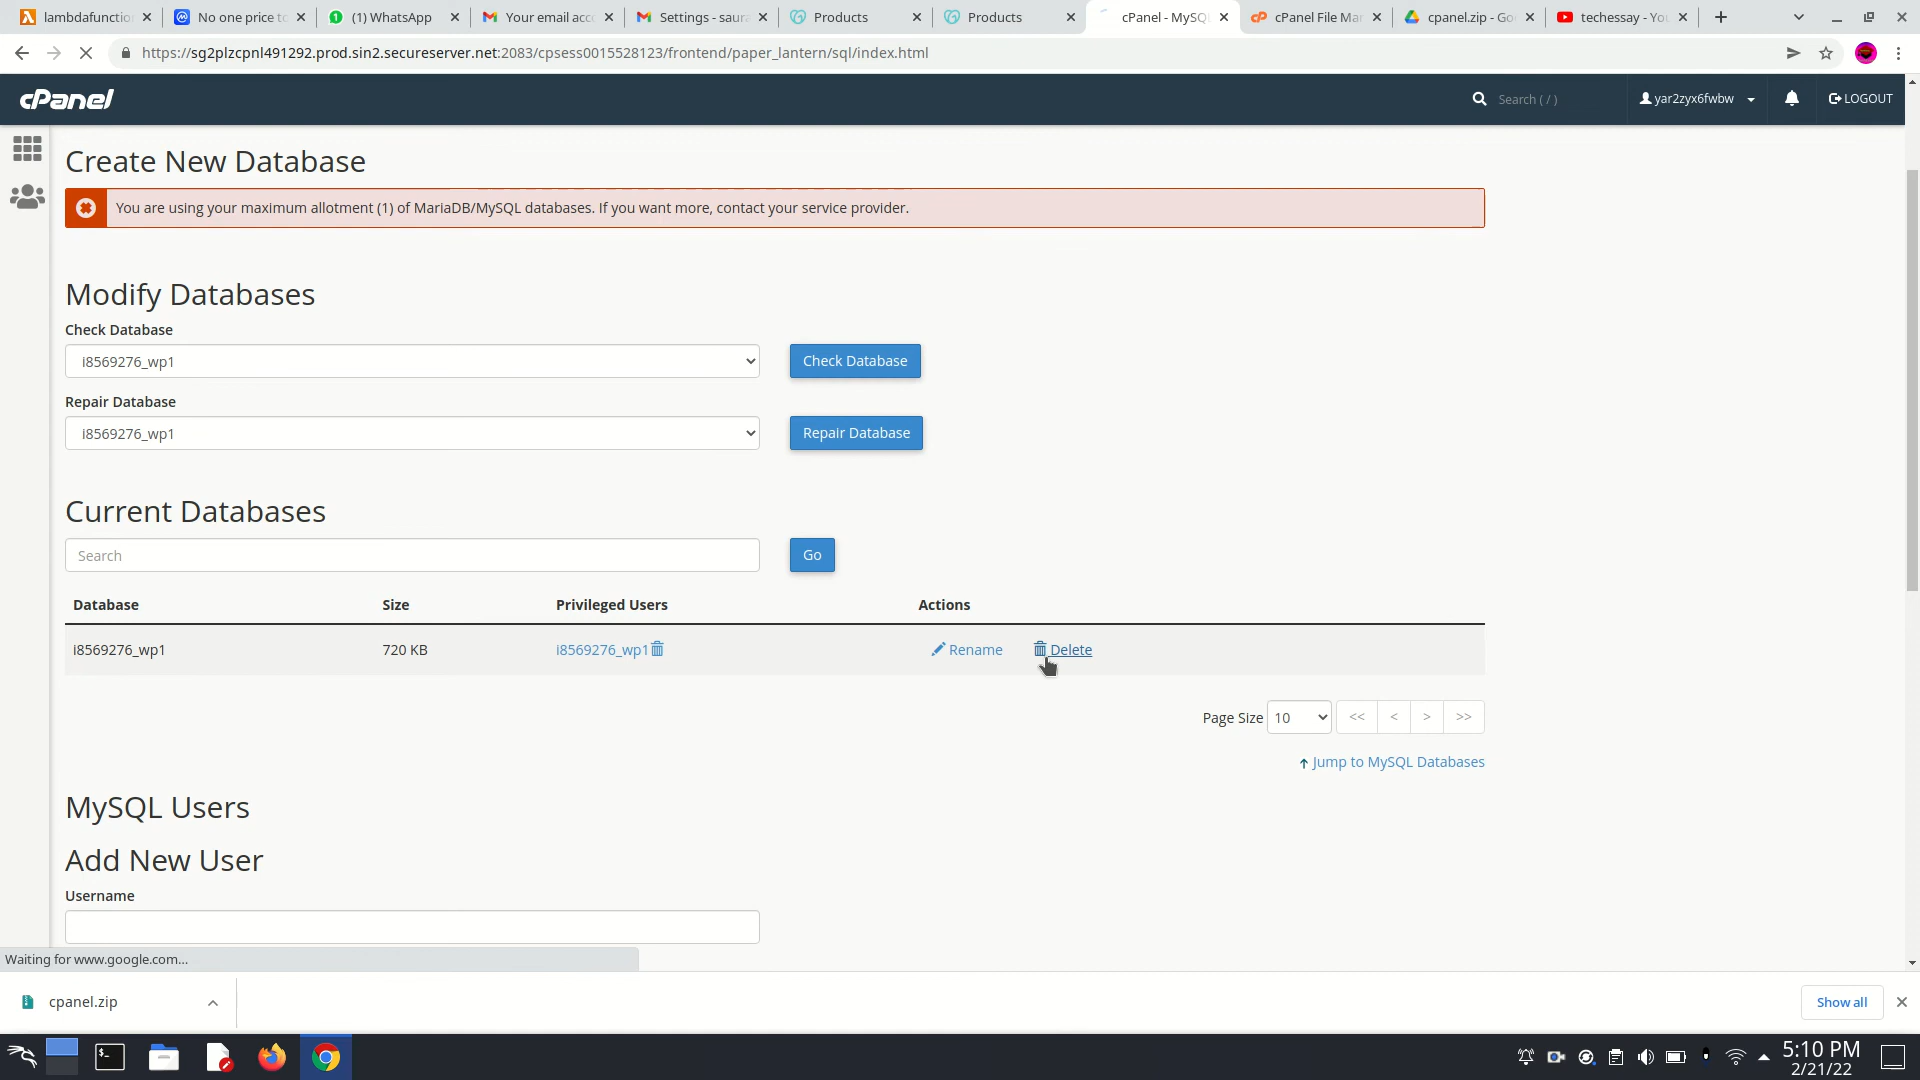 lambdafunctio
No one price to
(1) WhatsApp
Your email acc
Settings - saura
Products
Products
cPanel - MySQ
cPanel File Man
cpanel.zip - Go
techessay - You
https://sg2plzcpnl491292.prod.sin2.secureserver.net:2083/cpsess0015528123/frontend/paper_lantern/sql/index.html
cPanel
Search ( / )
yar2zyx6fwbw
LOGOUT
Create New Database
You are using your maximum allotment (1) of MariaDB/MySQL databases. If you want more, contact your service provider.
Modify Databases
Check Database
i8569276_wp1
Check Database
Repair Database
i8569276_wp1
Repair Database
Current Databases
Search
Go
Database Size Privileged Users Actions
i8569276_wp1 720 KB i8569276_wp1 Rename Delete
Page Size 10 << < > >>
Jump to MySQL Databases
MySQL Users
Add New User
Username
Waiting for www.google.com...
cpanel.zip
Show all
5:10 PM
2/21/22